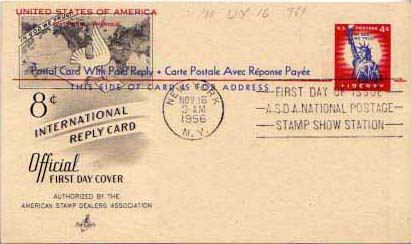 UNITED STATES OF AMERICA
Postal Card With Paid Reply • Carte Postale Avec Réponse Payée
THIS SIDE OF CARD IS FOR ADDRESS
U.S. POSTAGE 4¢
LIBERTY
8¢
INTERNATIONAL
REPLY CARD
Official
FIRST DAY COVER
AUTHORIZED BY THE
AMERICAN STAMP DEALERS ASSOCIATION
NEW YORK
NOV 16
9-AM
1956
N.Y.
FIRST DAY OF ISSUE
A.S.D.A. NATIONAL POSTAGE
STAMP SHOW STATION